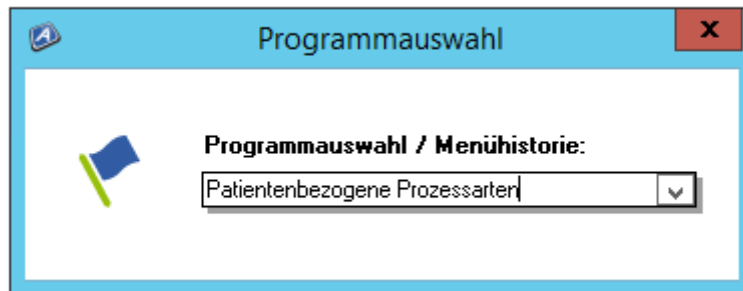 Programmauswahl
Programmauswahl / Menühistorie:
Patientenbezogene Prozessarten